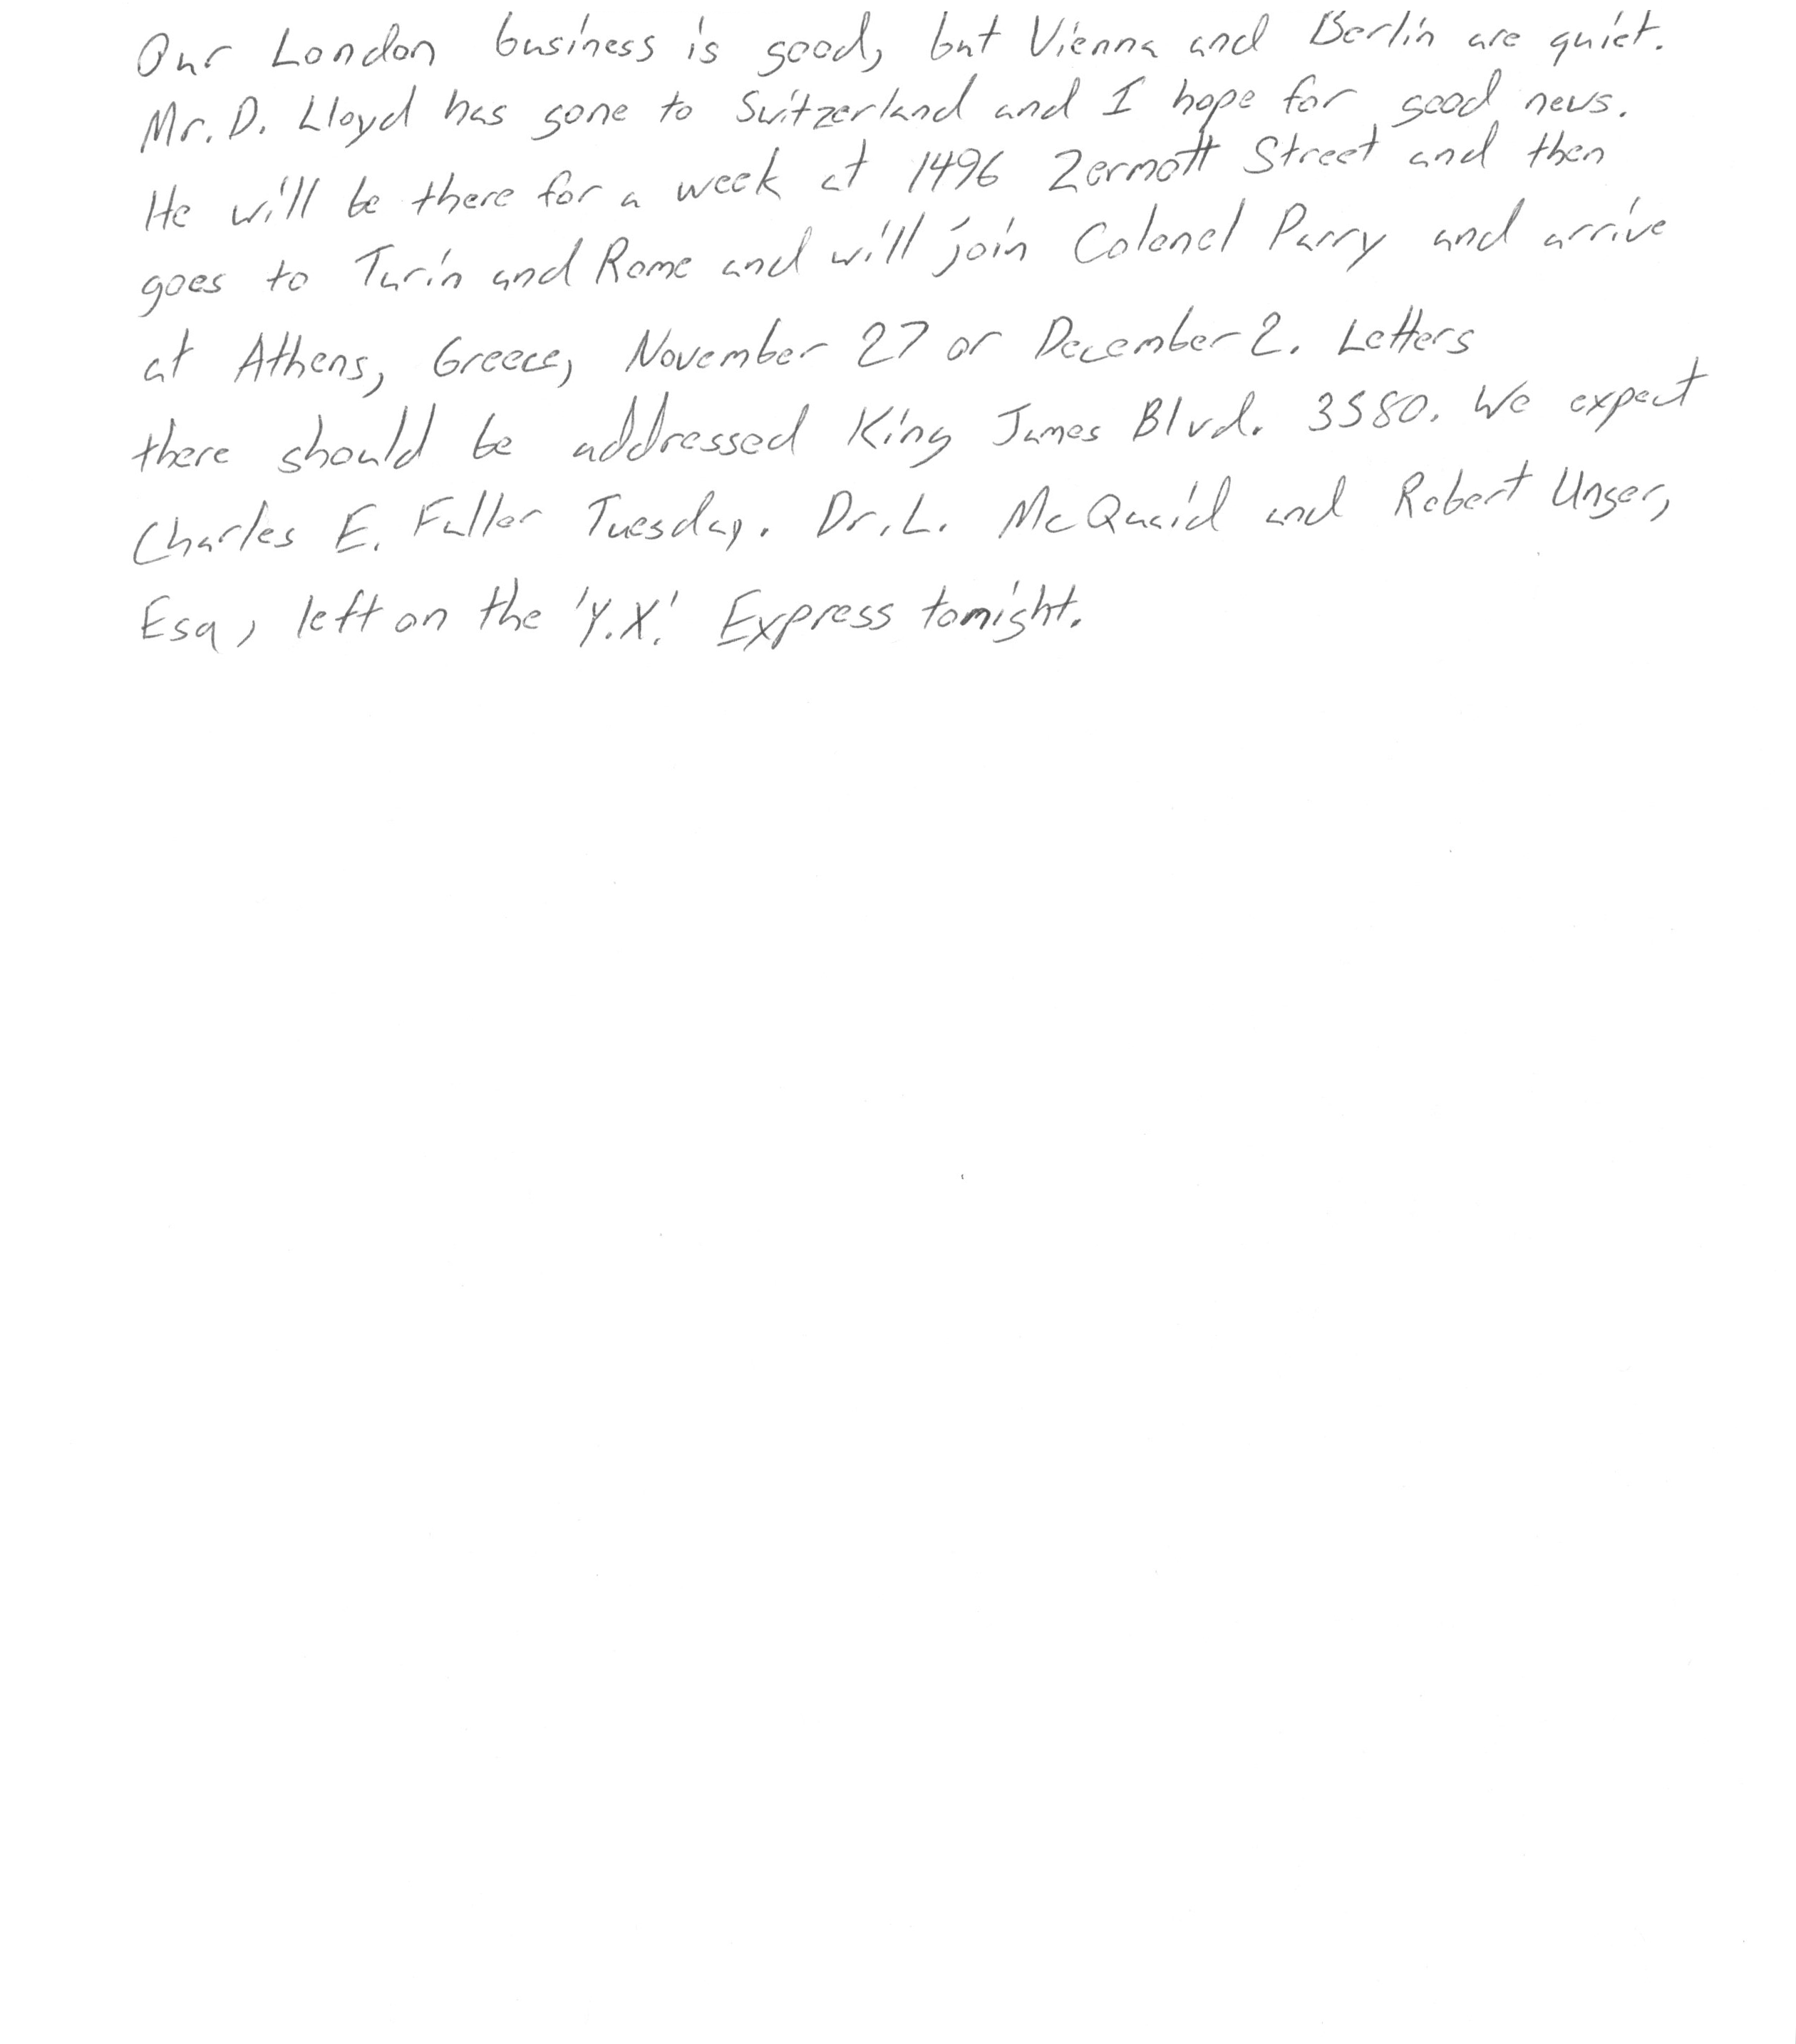 Our London business is good, but Vienna and Berlin are quiet.
Mr. D. Lloyd has gone to Switzerland and I hope for good news.
He will be there for a week at 1496 Zermott Street and then
goes to Turin and Rome and will join Colonel Parry and arrive
at Athens, Greece, November 27 or December 2. Letters
there should be addressed King James Blvd. 3580. We expect
Charles E. Fuller Tuesday. Dr. L. McQuaid and Robert Unger,
Esq, left on the 'Y.X.' Express tonight.